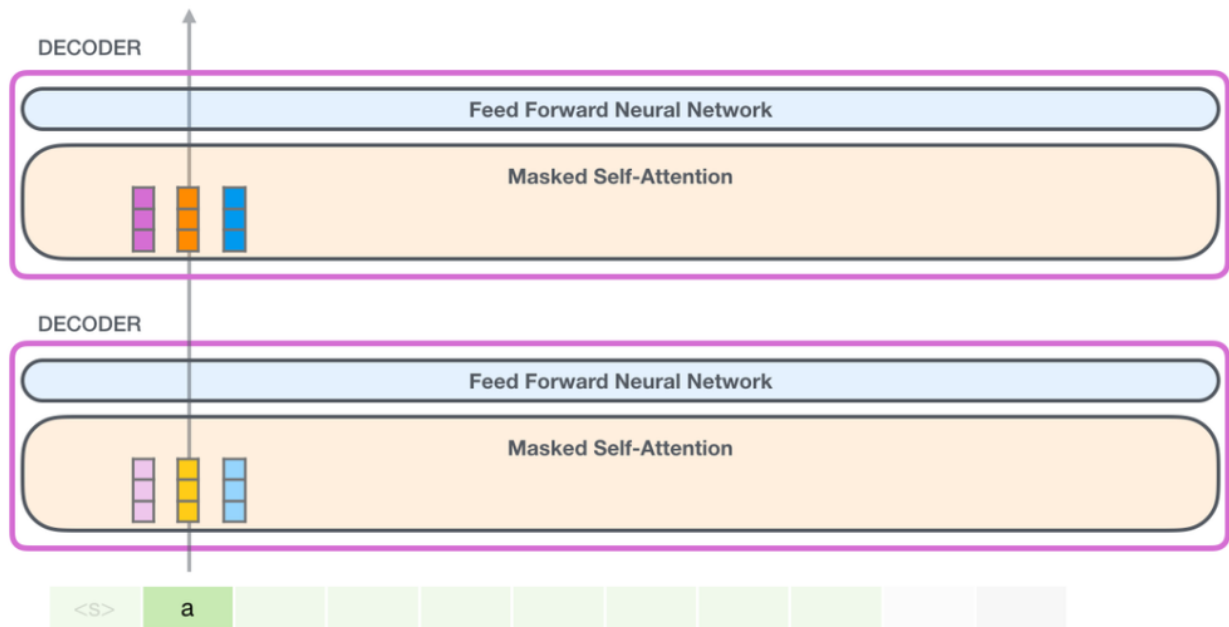 DECODER
Feed Forward Neural Network
Masked Self-Attention
DECODER
Feed Forward Neural Network
Masked Self-Attention
<s> a